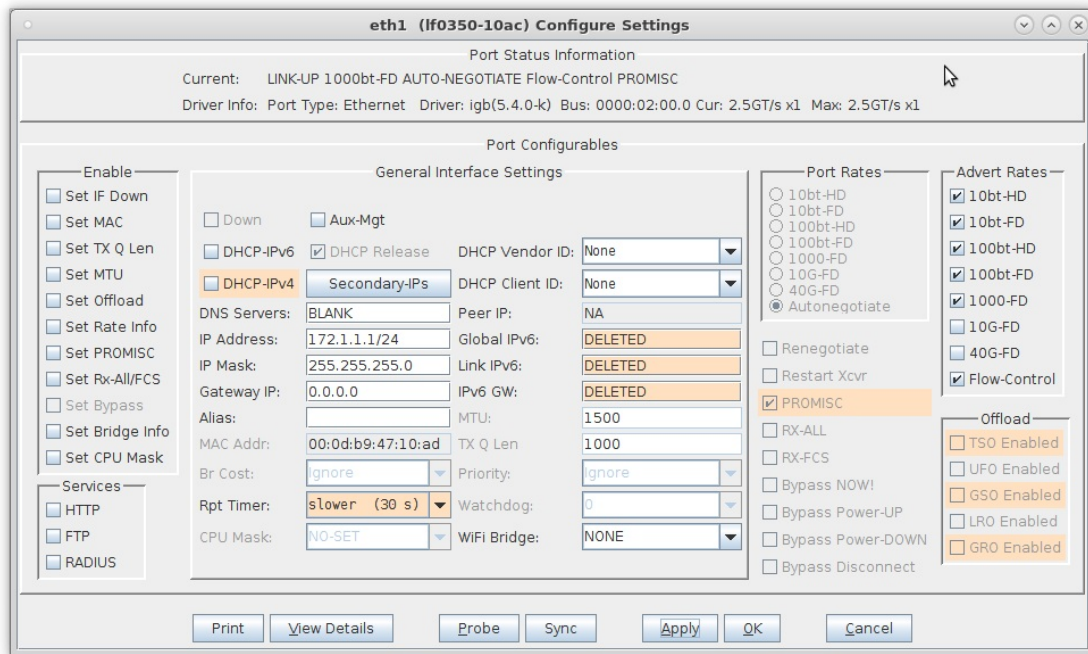 eth1 (lf0350-10ac) Configure Settings
Port Status Information
Current: LINK-UP 1000bt-FD AUTO-NEGOTIATE Flow-Control PROMISC
Driver Info: Port Type: Ethernet Driver: igb(5.4.0-k) Bus: 0000:02:00.0 Cur: 2.5GT/s x1 Max: 2.5GT/s x1
Port Configurables
Enable
Set IF Down
Set MAC
Set TX Q Len
Set MTU
Set Offload
Set Rate Info
Set PROMISC
Set Rx-All/FCS
Set Bypass
Set Bridge Info
Set CPU Mask
Services
HTTP
FTP
RADIUS
General Interface Settings
Down Aux-Mgt
DHCP-IPv6 DHCP Release DHCP Vendor ID: None
DHCP-IPv4 Secondary-IPs DHCP Client ID: None
DNS Servers: BLANK Peer IP: NA
IP Address: 172.1.1.1/24 Global IPv6: DELETED
IP Mask: 255.255.255.0 Link IPv6: DELETED
Gateway IP: 0.0.0.0 IPv6 GW: DELETED
Alias: MTU: 1500
MAC Addr: 00:0d:b9:47:10:ad TX Q Len 1000
Br Cost: Ignore Priority: Ignore
Rpt Timer: slower (30 s) Watchdog: 0
CPU Mask: NO-SET WiFi Bridge: NONE
Port Rates
10bt-HD
10bt-FD
100bt-HD
100bt-FD
1000-FD
10G-FD
40G-FD
Autonegotiate
Renegotiate
Restart Xcvr
PROMISC
RX-ALL
RX-FCS
Bypass NOW!
Bypass Power-UP
Bypass Power-DOWN
Bypass Disconnect
Advert Rates
10bt-HD
10bt-FD
100bt-HD
100bt-FD
1000-FD
10G-FD
40G-FD
Flow-Control
Offload
TSO Enabled
UFO Enabled
GSO Enabled
LRO Enabled
GRO Enabled
Print View Details Probe Sync Apply OK Cancel